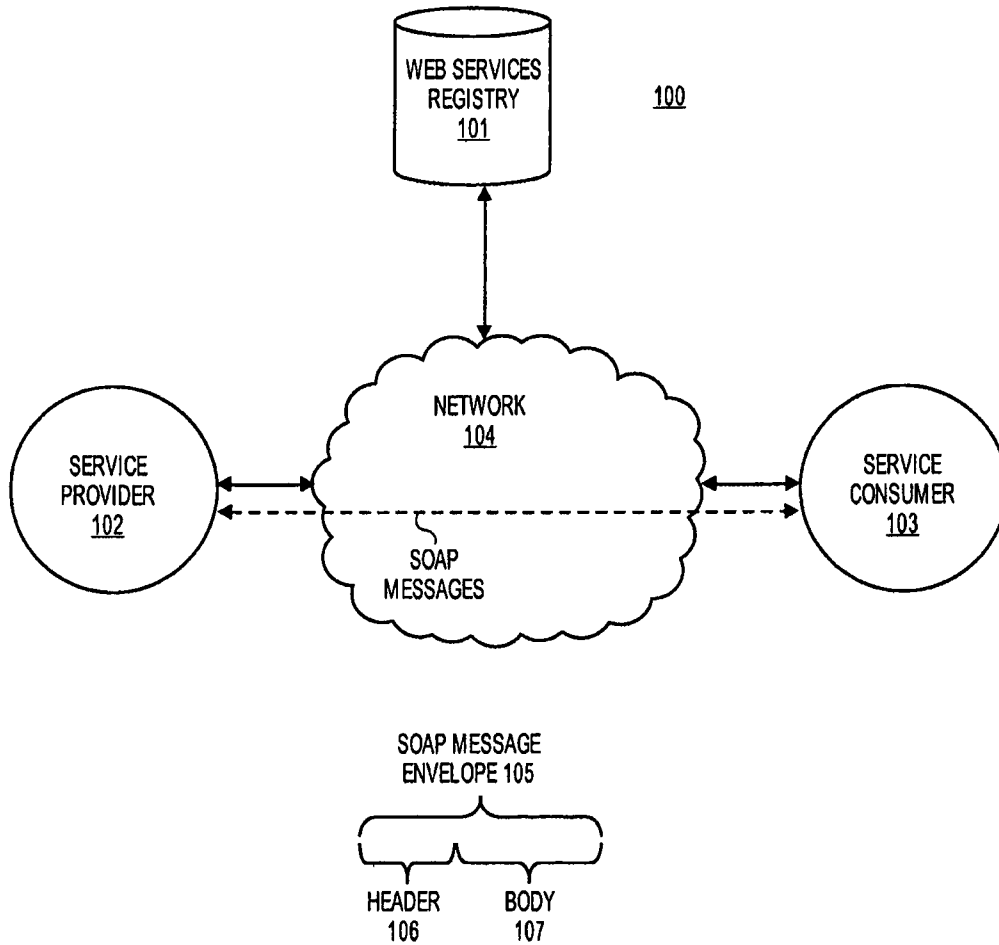 WEB SERVICES
REGISTRY
101
100
NETWORK
104
SERVICE
PROVIDER
102
SERVICE
CONSUMER
103
SOAP
MESSAGES
SOAP MESSAGE
ENVELOPE 105
HEADER
106
BODY
107